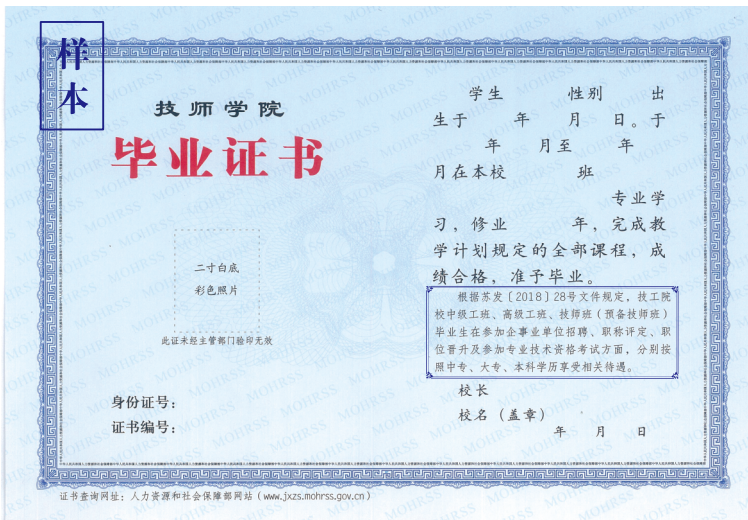 样本
技师学院
毕业证书
二寸白底
彩色照片
此证未经主管部门验印无效
身份证号：
证书编号：
学生 性别 出
生于 年 月 日。于
年 月至 年
月在本校 班
专业学
习，修业 年，完成教
学计划规定的全部课程，成
绩合格，准予毕业。
根据苏发〔2018〕28号文件规定，技工院
校中级工班、高级工班、技师班（预备技师班）
毕业生在参加企事业单位招聘、职称评定、职
位晋升及参加专业技术资格考试方面，分别按
照中专、大专、本科学历享受相关待遇。
校长
校名（盖章）
年 月 日
证书查询网址：人力资源和社会保障部网站（www.jxzs.mohrss.gov.cn）
MOHRSS